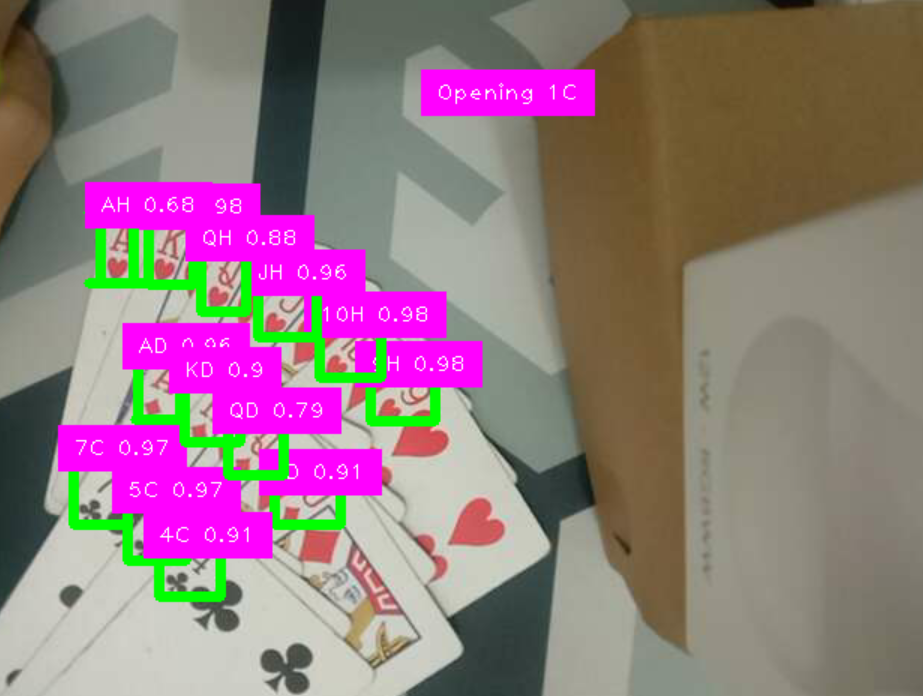 Opening 1C
AH 0.68 98
QH 0.88
JH 0.96
10H 0.98
AD 0.96
H 0.98
KD 0.9
QD 0.79
7C 0.97
D 0.91
5C 0.97
4C 0.91
A
K
Q
A